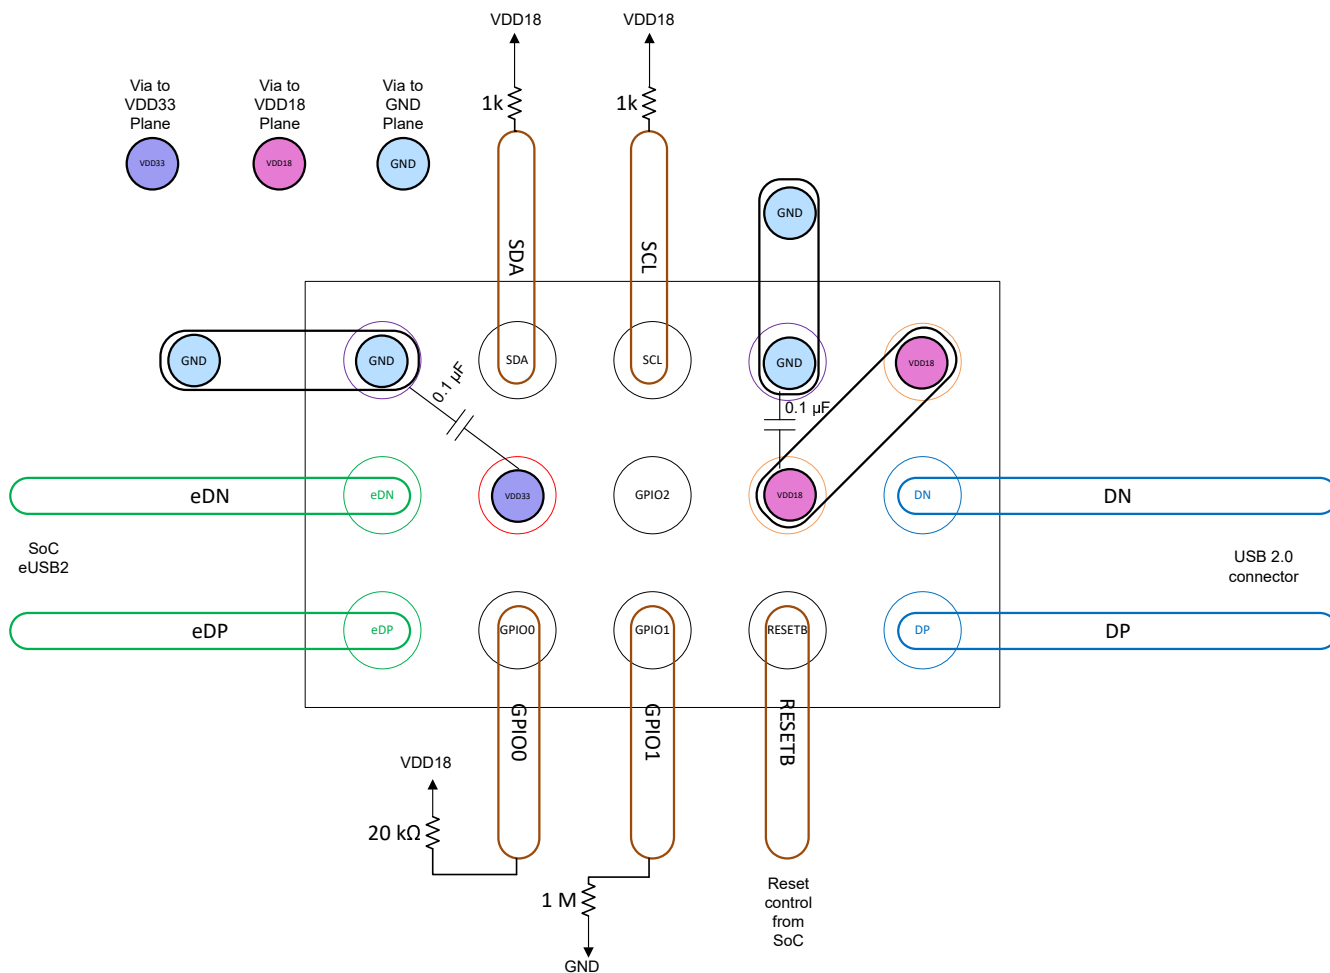 VDD18
VDD18
Via to
VDD33
Plane
Via to
VDD18
Plane
Via to
GND
Plane
1k
1k
VDD33
VDD18
GND
SDA
SCL
GND
GND
GND
SDA
SCL
GND
VDD18
0.1 µF
0.1 µF
eDN
eDN
VDD33
GPIO2
VDD18
DN
DN
SoC
eUSB2
USB 2.0
connector
eDP
eDP
GPIO0
GPIO1
RESETB
DP
DP
GPIO0
GPIO1
RESETB
VDD18
20 kΩ
1 M
GND
Reset
control
from
SoC